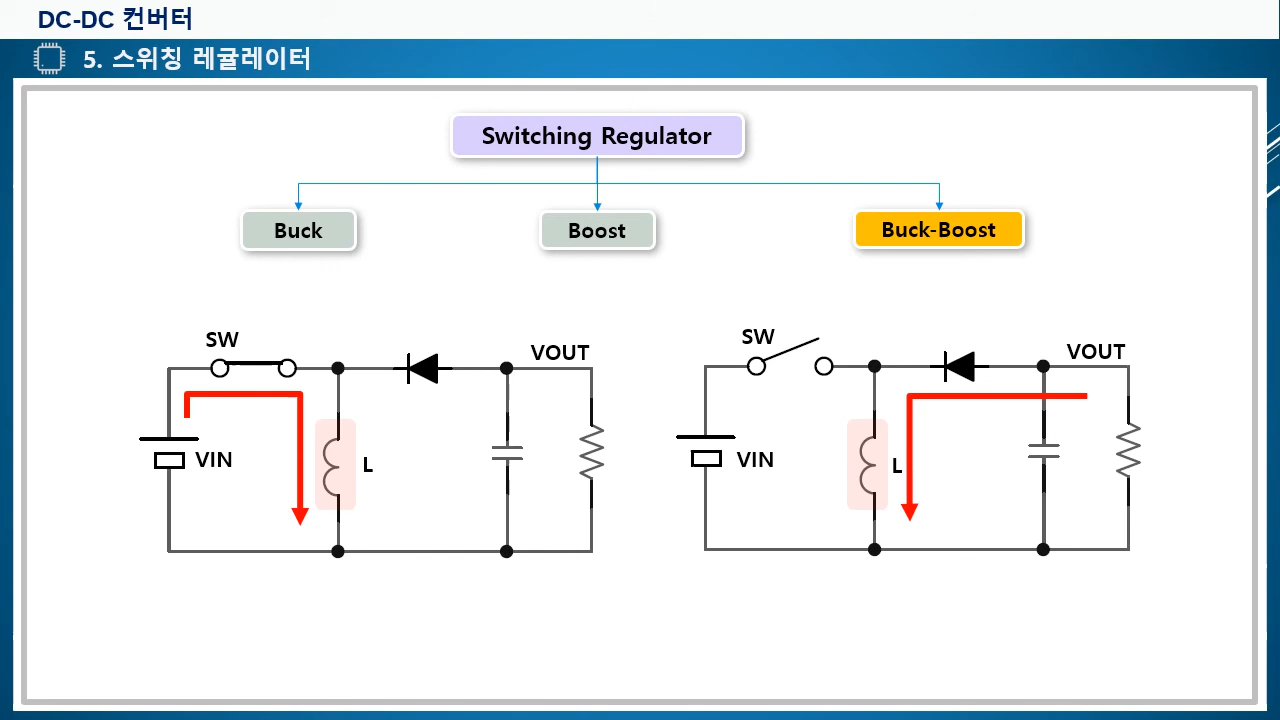 DC-DC 컨버터
5. 스위칭 레귤레이터
Switching Regulator
Buck
Boost
Buck-Boost
SW
VOUT
VIN
L
SW
VOUT
VIN
L